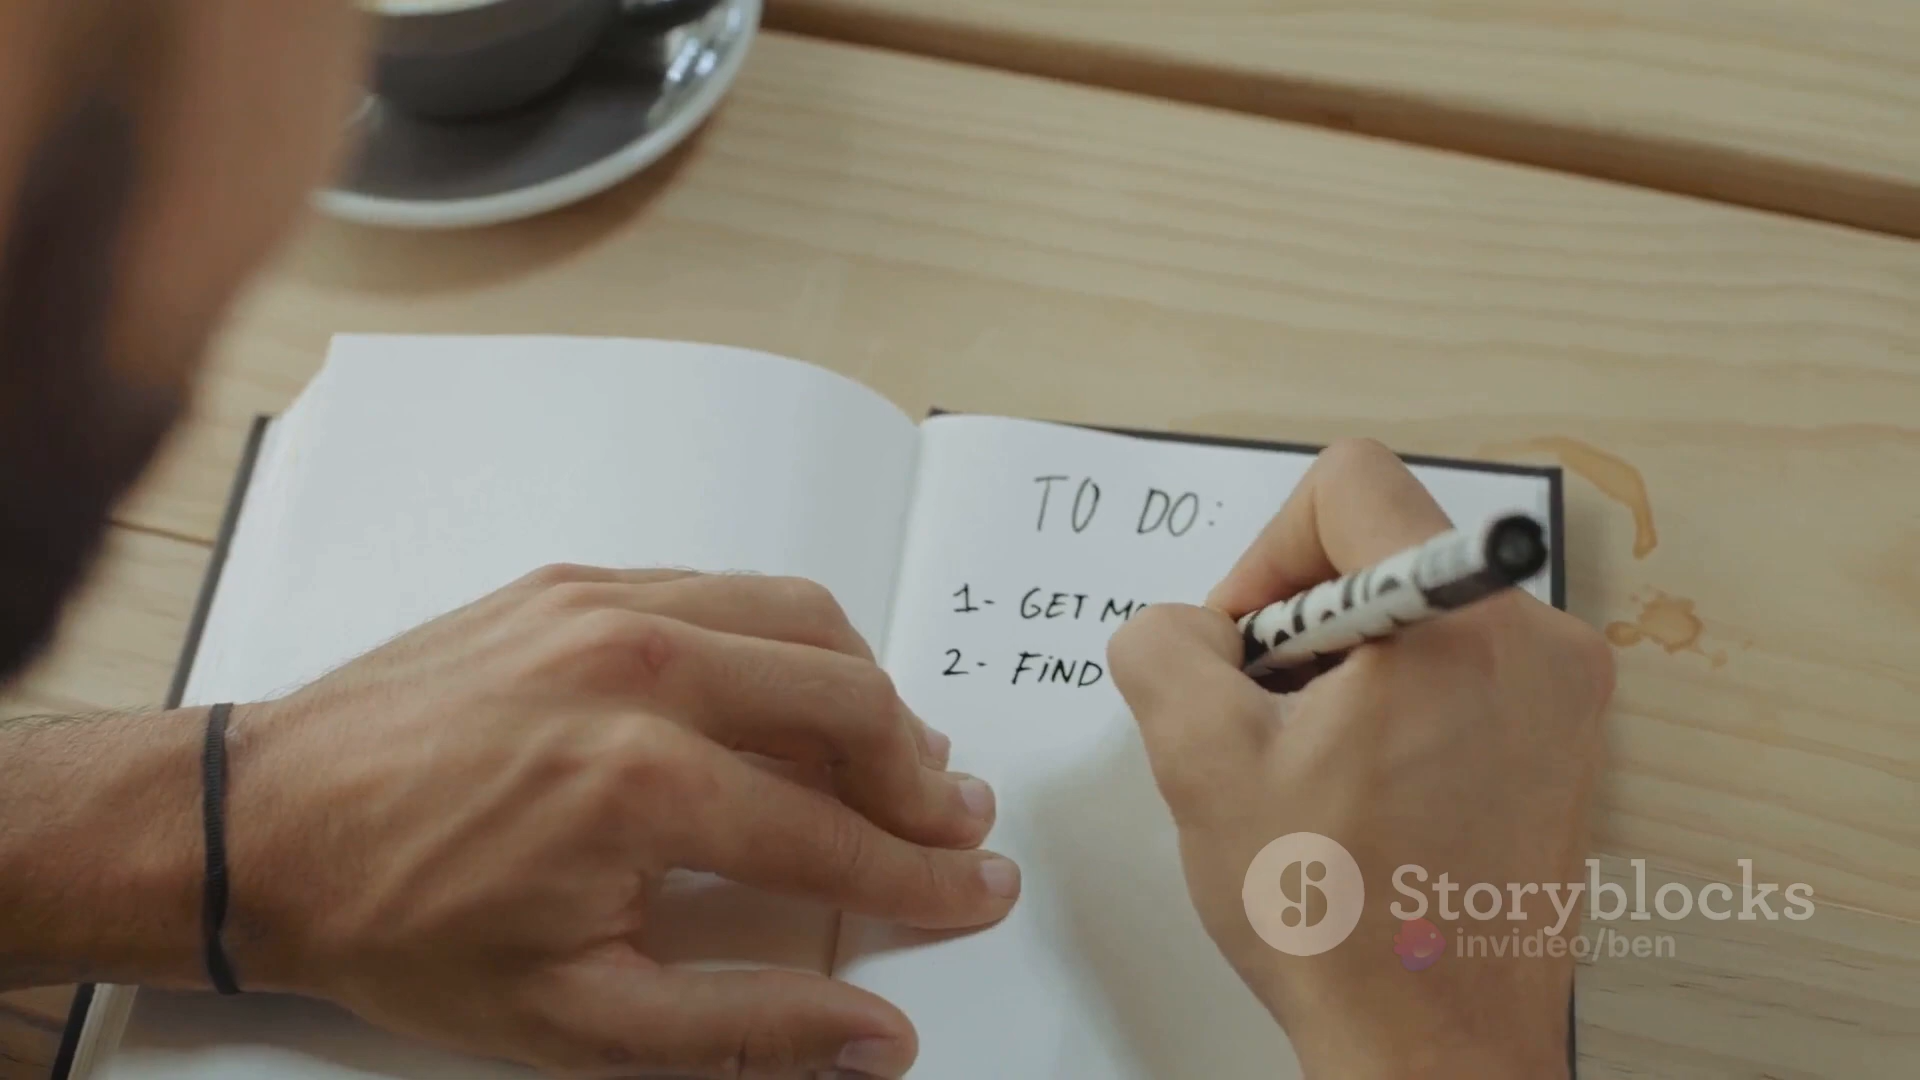 TO DO:
1- GET
2- FIND
Storyblocks
invideo/ben